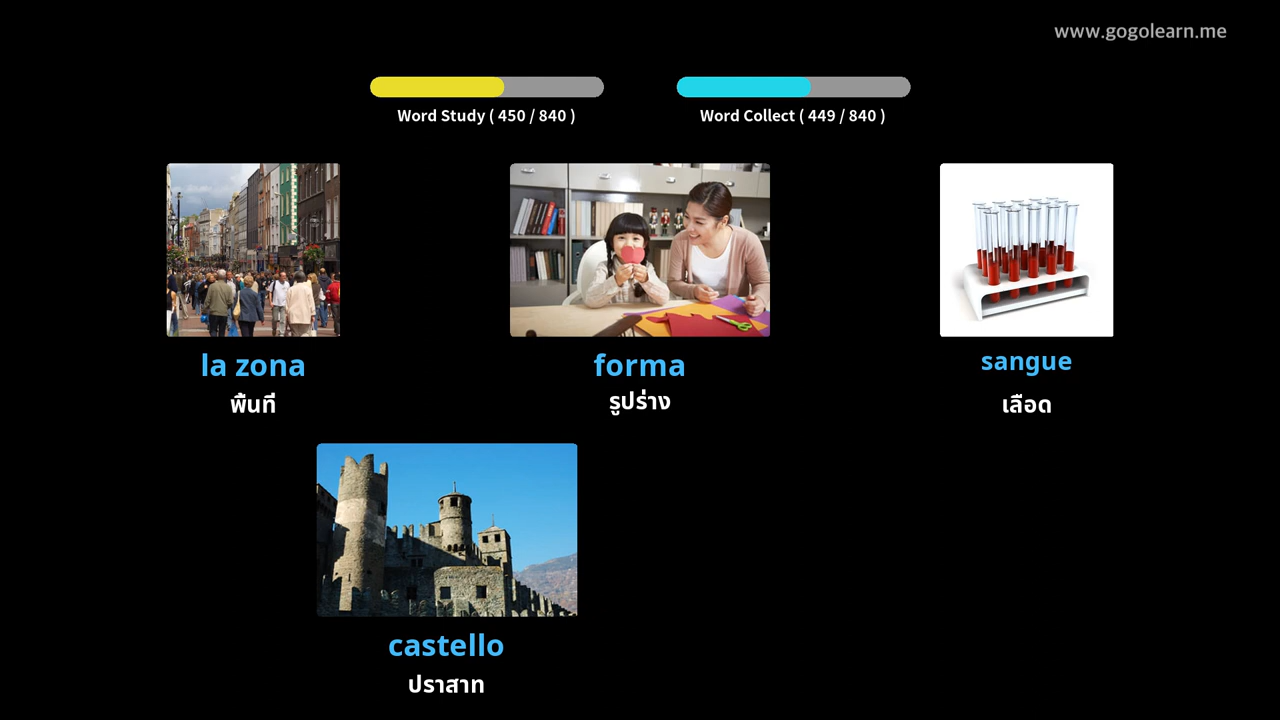 www.gogolearn.me
Word Study ( 450 / 840 )
Word Collect ( 449 / 840 )
la zona
พื้นที่
forma
รูปร่าง
sangue
เลือด
castello
ปราสาท